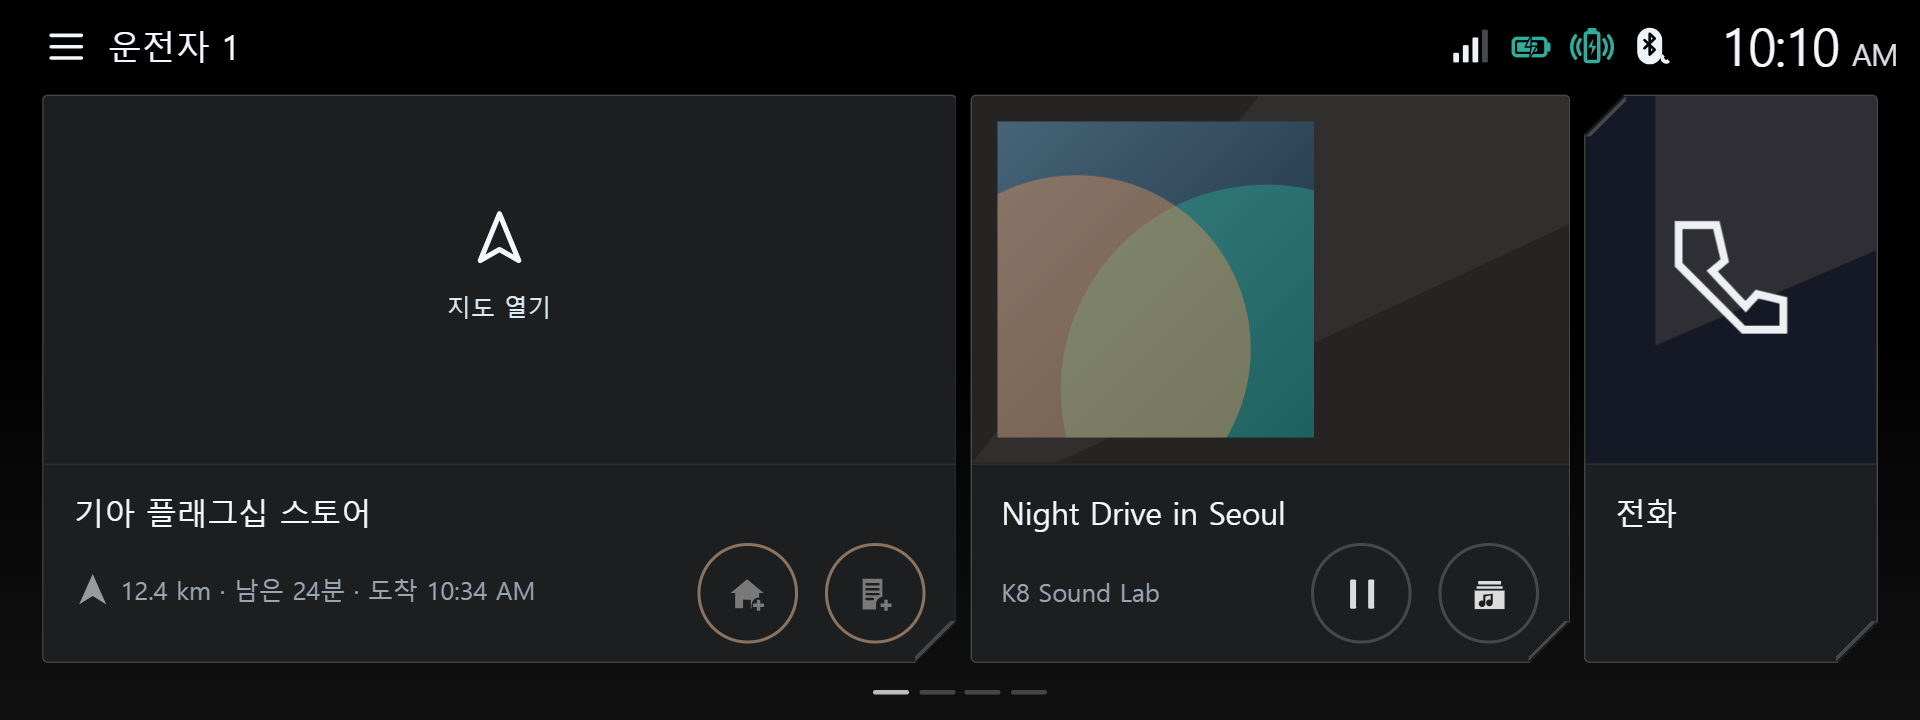 운전자 1
10:10 AM
지도 열기
기아 플래그십 스토어
12.4 km · 남은 24분 · 도착 10:34 AM
Night Drive in Seoul
K8 Sound Lab
전화